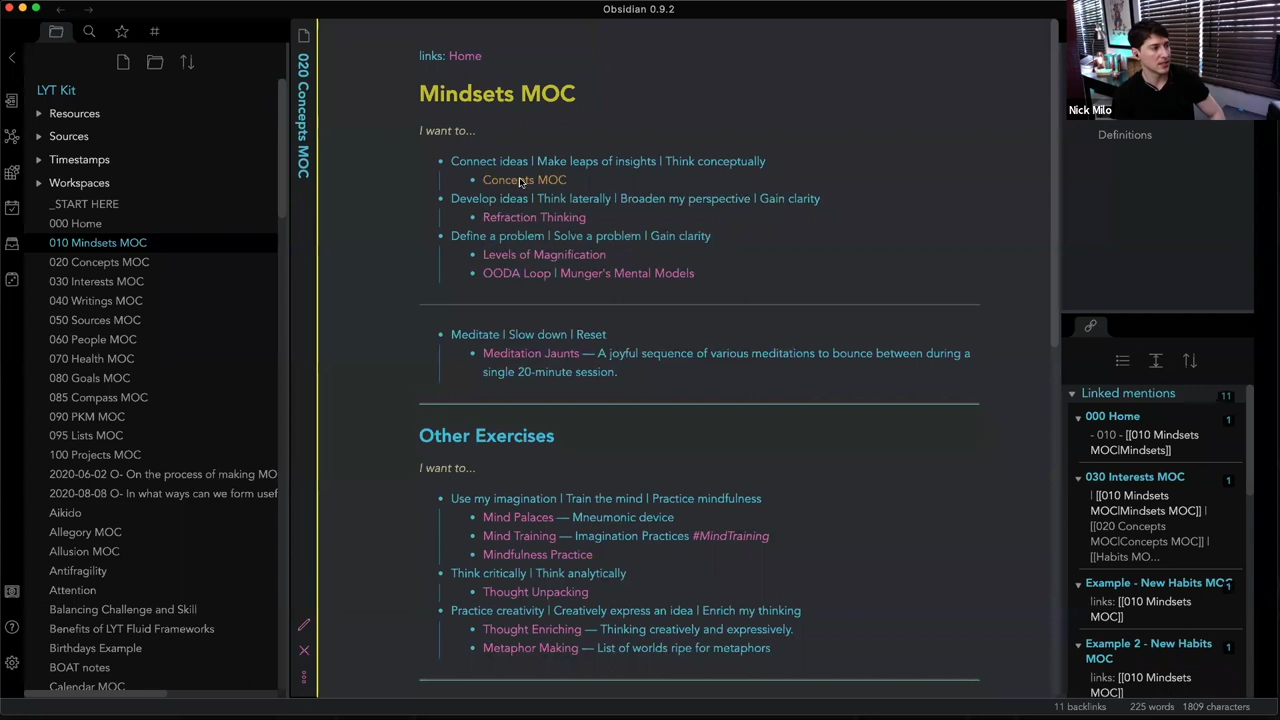 Obsidian 0.9.2
LYT Kit
Resources
Sources
Timestamps
Workspaces
_START HERE
000 Home
010 Mindsets MOC
020 Concepts MOC
030 Interests MOC
040 Writings MOC
050 Sources MOC
060 People MOC
070 Health MOC
080 Goals MOC
085 Compass MOC
090 PKM MOC
095 Lists MOC
100 Projects MOC
2020-06-02 O- On the process of making MO
2020-08-08 O- In what ways can we form usef
Aikido
Allegory MOC
Allusion MOC
Antifragility
Attention
Balancing Challenge and Skill
Benefits of LYT Fluid Frameworks
Birthdays Example
BOAT notes
Calendar MOC
020 Concepts MOC
links: Home
Mindsets MOC
I want to...
• Connect ideas | Make leaps of insights | Think conceptually
• Concepts MOC
• Develop ideas | Think laterally | Broaden my perspective | Gain clarity
• Refraction Thinking
• Define a problem | Solve a problem | Gain clarity
• Levels of Magnification
• OODA Loop | Munger's Mental Models
• Meditate | Slow down | Reset
• Meditation Jaunts — A joyful sequence of various meditations to bounce between during a
single 20-minute session.
Other Exercises
I want to...
• Use my imagination | Train the mind | Practice mindfulness
• Mind Palaces — Mneumonic device
• Mind Training — Imagination Practices #MindTraining
• Mindfulness Practice
• Think critically | Think analytically
• Thought Unpacking
• Practice creativity | Creatively express an idea | Enrich my thinking
• Thought Enriching — Thinking creatively and expressively.
• Metaphor Making — List of worlds ripe for metaphors
Nick Milo
Definitions
Linked mentions 11
000 Home 1
- 010 - [[010 Mindsets
MOC|Mindsets]]
030 Interests MOC 1
| [[010 Mindsets
MOC|Mindsets MOC]] |
[[020 Concepts
MOC|Concepts MOC]] |
[[Habits MO...
Example - New Habits MOC 1
links: [[010 Mindsets
MOC]]
Example 2 - New Habits 1
MOC
links: [[010 Mindsets
MOC]]
11 backlinks 225 words 1809 characters